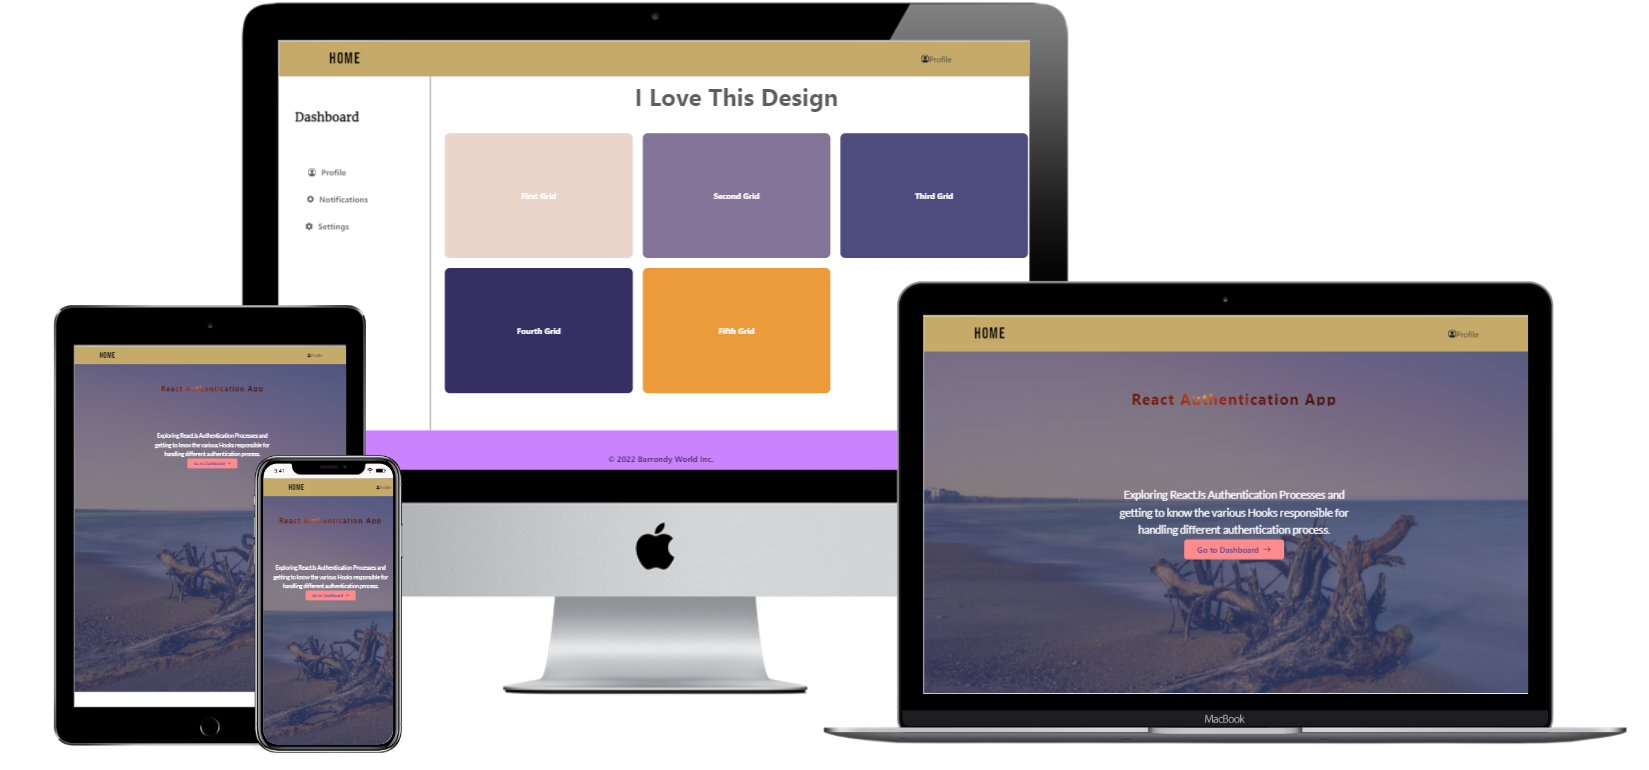 HOME
Profile
Dashboard
Profile
Notifications
Settings
I Love This Design
First Grid
Second Grid
Third Grid
Fourth Grid
Fifth Grid
© 2022 Barrondy World Inc.
HOME
Profile
React Authentication App
Exploring ReactJs Authentication Processes and
getting to know the various Hooks responsible for
handling different authentication process.
Go to Dashboard →
9:41
HOME
Profile
React Authentication App
Exploring ReactJs Authentication Processes and
getting to know the various Hooks responsible for
handling different authentication process.
Go to Dashboard →
HOME
Profile
React Authentication App
Exploring ReactJs Authentication Processes and
getting to know the various Hooks responsible for
handling different authentication process.
Go to Dashboard →
MacBook